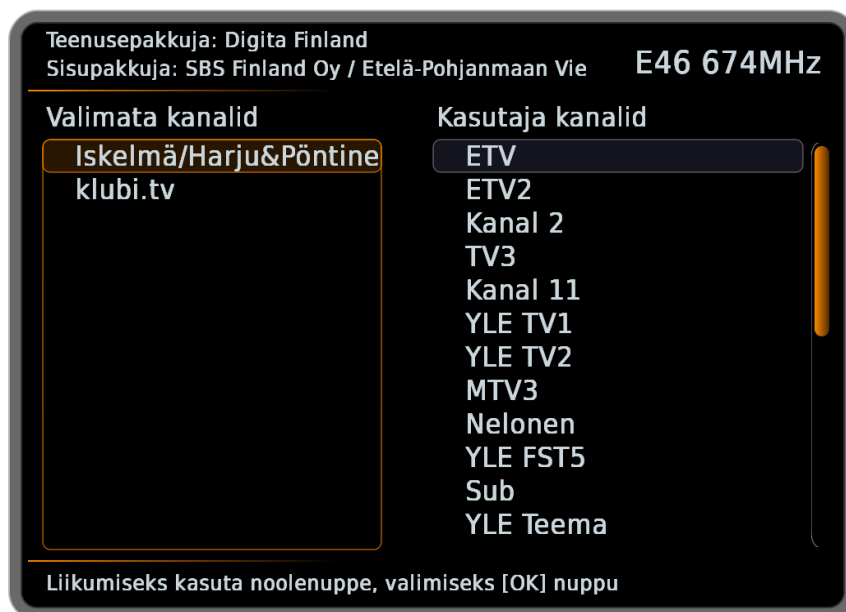 Teenusepakkuja: Digita Finland
Sisupakkuja: SBS Finland Oy / Etelä-Pohjanmaan Vie
E46 674MHz
Valimata kanalid
Iskelmä/Harju&Pöntine
klubi.tv
Kasutaja kanalid
ETV
ETV2
Kanal 2
TV3
Kanal 11
YLE TV1
YLE TV2
MTV3
Nelonen
YLE FST5
Sub
YLE Teema
Liikumiseks kasuta noolenuppe, valimiseks [OK] nuppu